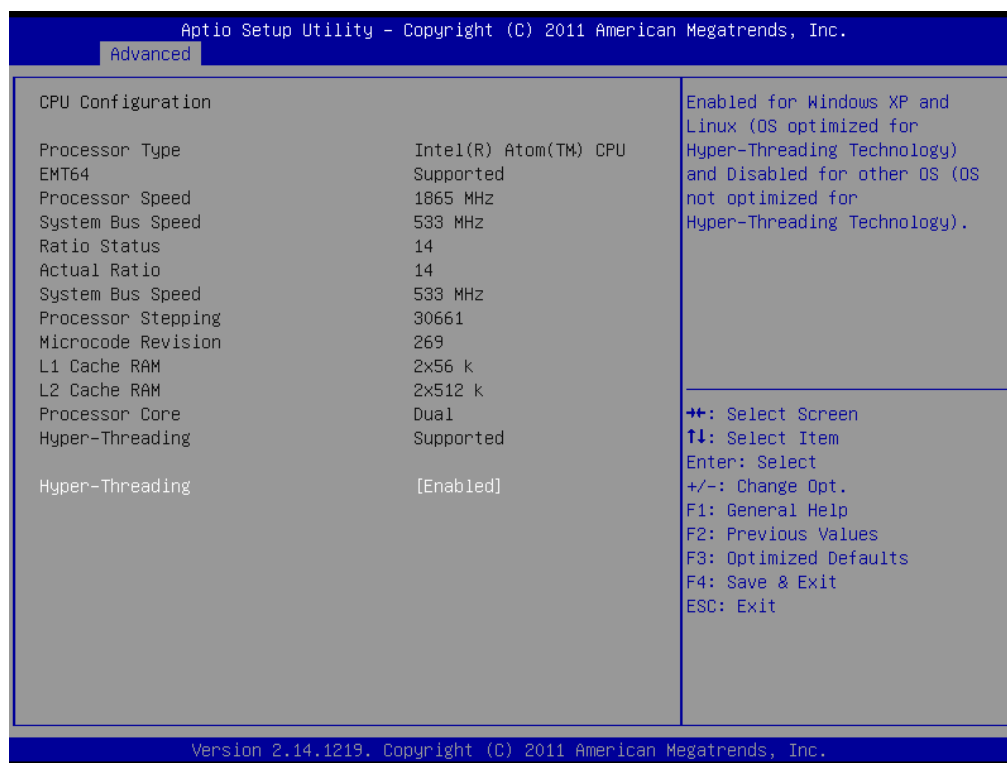 Aptio Setup Utility – Copyright (C) 2011 American Megatrends, Inc.
Advanced
CPU Configuration
Processor Type Intel(R) Atom(TM) CPU
EMT64 Supported
Processor Speed 1865 MHz
System Bus Speed 533 MHz
Ratio Status 14
Actual Ratio 14
System Bus Speed 533 MHz
Processor Stepping 30661
Microcode Revision 269
L1 Cache RAM 2x56 k
L2 Cache RAM 2x512 k
Processor Core Dual
Hyper-Threading Supported
Hyper-Threading [Enabled]
Enabled for Windows XP and
Linux (OS optimized for
Hyper-Threading Technology)
and Disabled for other OS (OS
not optimized for
Hyper-Threading Technology).
→←: Select Screen
↑↓: Select Item
Enter: Select
+/-: Change Opt.
F1: General Help
F2: Previous Values
F3: Optimized Defaults
F4: Save & Exit
ESC: Exit
Version 2.14.1219. Copyright (C) 2011 American Megatrends, Inc.